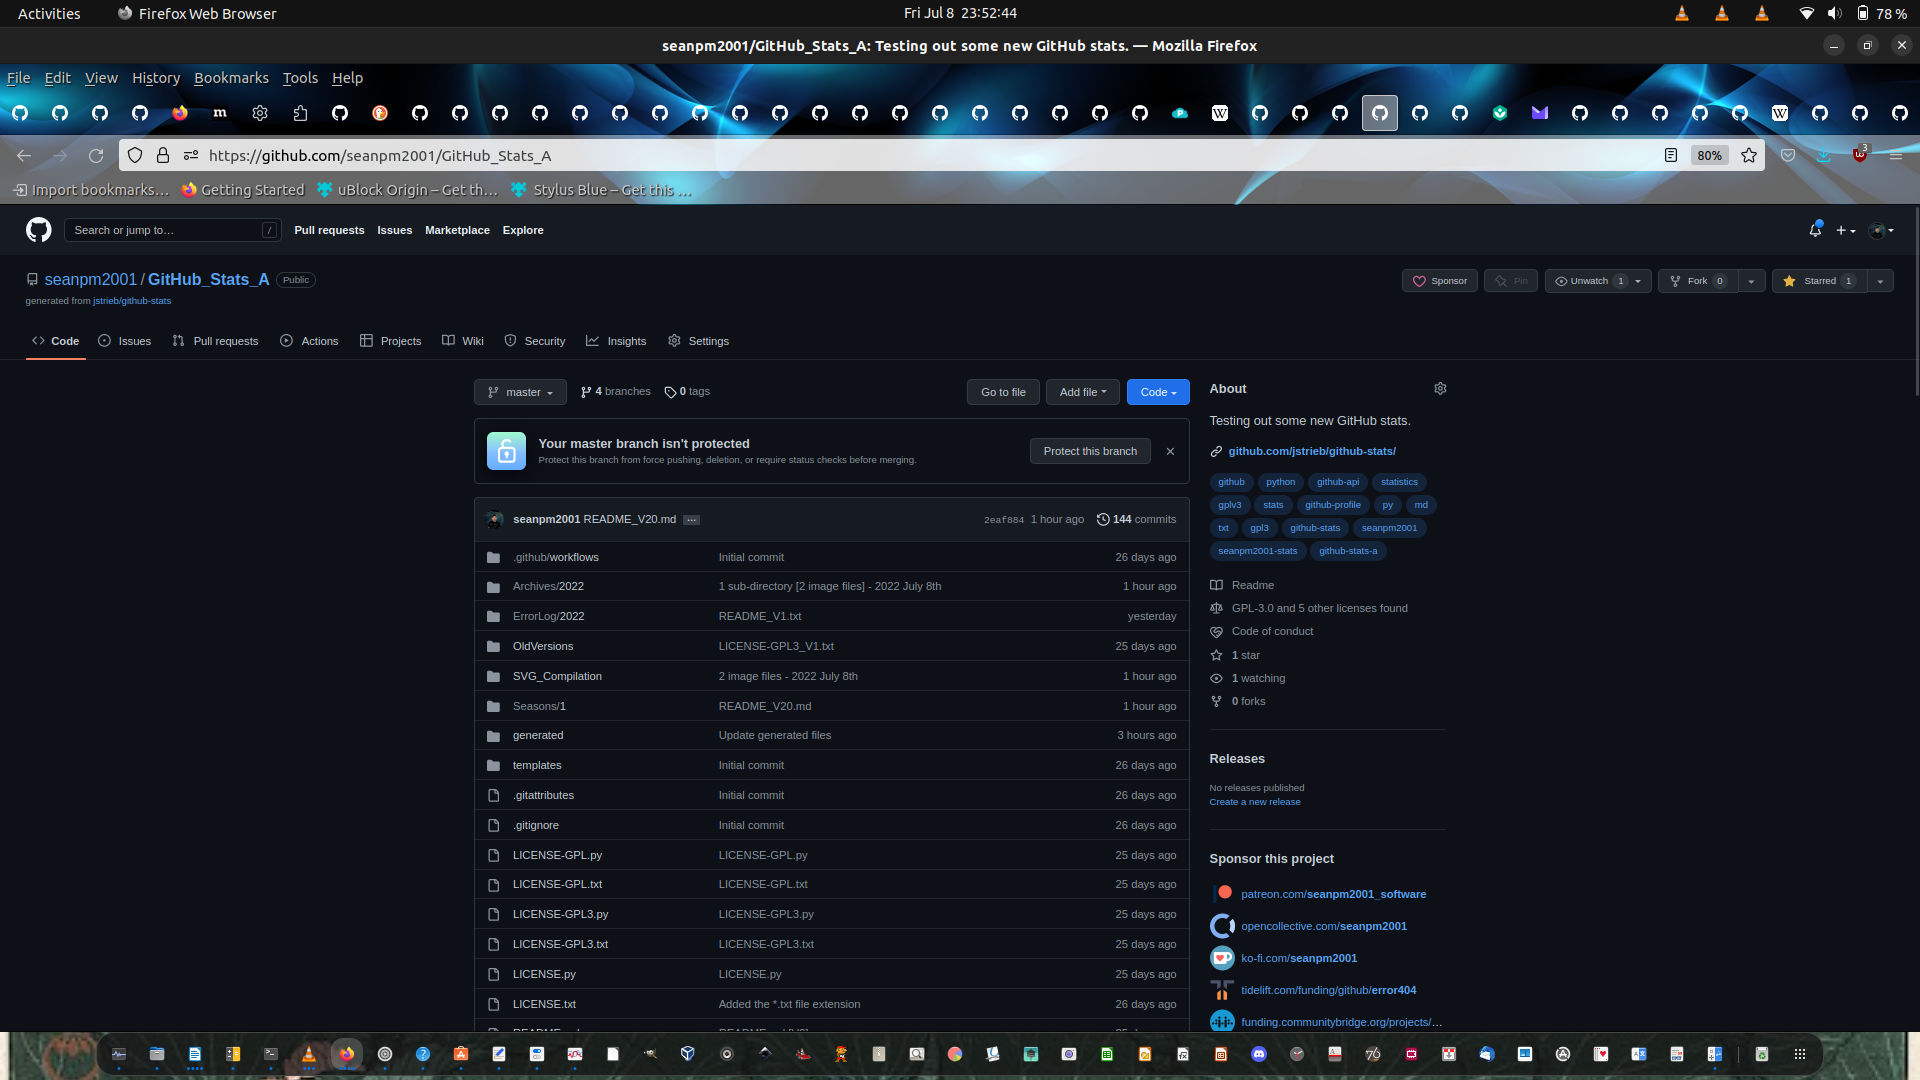 Activities Firefox Web Browser Fri Jul 8 23:52:44 78 %
seanpm2001/GitHub_Stats_A: Testing out some new GitHub stats. — Mozilla Firefox
File Edit View History Bookmarks Tools Help
https://github.com/seanpm2001/GitHub_Stats_A 80% 3
Import bookmarks… Getting Started uBlock Origin – Get th… Stylus Blue – Get this …
Search or jump to… / Pull requests Issues Marketplace Explore
seanpm2001 / GitHub_Stats_A Public Sponsor Pin Unwatch 1 Fork 0 Starred 1
generated from jstrieb/github-stats
Code Issues Pull requests Actions Projects Wiki Security Insights Settings
master 4 branches 0 tags Go to file Add file Code
Your master branch isn't protected
Protect this branch from force pushing, deletion, or require status checks before merging.
Protect this branch
seanpm2001 README_V20.md … 2eaf884 1 hour ago 144 commits
.github/workflows Initial commit 26 days ago
Archives/2022 1 sub-directory [2 image files] - 2022 July 8th 1 hour ago
ErrorLog/2022 README_V1.txt yesterday
OldVersions LICENSE-GPL3_V1.txt 25 days ago
SVG_Compilation 2 image files - 2022 July 8th 1 hour ago
Seasons/1 README_V20.md 1 hour ago
generated Update generated files 3 hours ago
templates Initial commit 26 days ago
.gitattributes Initial commit 26 days ago
.gitignore Initial commit 26 days ago
LICENSE-GPL.py LICENSE-GPL.py 25 days ago
LICENSE-GPL.txt LICENSE-GPL.txt 25 days ago
LICENSE-GPL3.py LICENSE-GPL3.py 25 days ago
LICENSE-GPL3.txt LICENSE-GPL3.txt 25 days ago
LICENSE.py LICENSE.py 25 days ago
LICENSE.txt Added the *.txt file extension 26 days ago
About
Testing out some new GitHub stats.
github.com/jstrieb/github-stats/
github python github-api statistics
gplv3 stats github-profile py md
txt gpl3 github-stats seanpm2001
seanpm2001-stats github-stats-a
Readme
GPL-3.0 and 5 other licenses found
Code of conduct
1 star
1 watching
0 forks
Releases
No releases published
Create a new release
Sponsor this project
patreon.com/seanpm2001_software
opencollective.com/seanpm2001
ko-fi.com/seanpm2001
tidelift.com/funding/github/error404
funding.communitybridge.org/projects/…